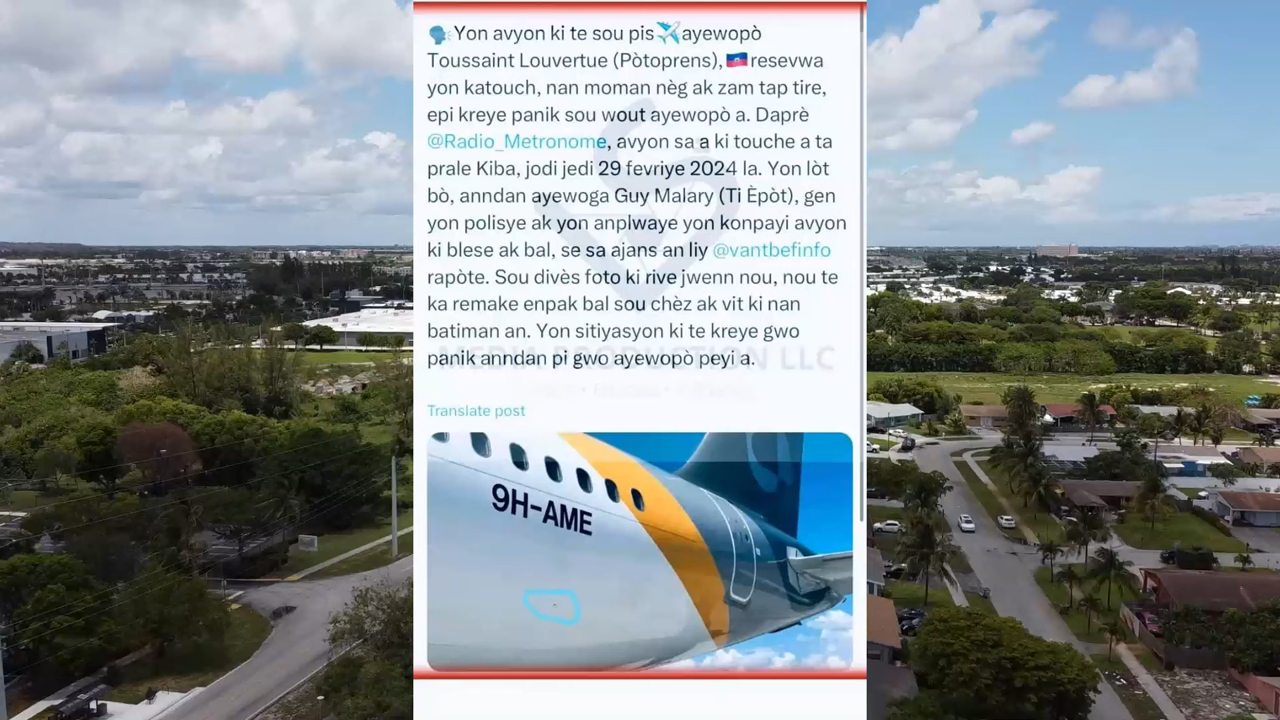 🗣️Yon avyon ki te sou pis✈️ayewopò
Toussaint Louvertue (Pòtoprens),🇭🇹resevwa
yon katouch, nan moman nèg ak zam tap tire,
epi kreye panik sou wout ayewopò a. Daprè
@Radio_Metronome, avyon sa a ki touche a ta
prale Kiba, jodi jedi 29 fevriye 2024 la. Yon lòt
bò, anndan ayewoga Guy Malary (Ti Èpòt), gen
yon polisye ak yon anplwaye yon konpayi avyon
ki blese ak bal, se sa ajans an liy @vantbefinfo
rapòte. Sou divès foto ki rive jwenn nou, nou te
ka remake enpak bal sou chèz ak vit ki nan
batiman an. Yon sitiyasyon ki te kreye gwo
panik anndan pi gwo ayewopò peyi a.
MEDIA PRODUCTION LLC
Translate post
9H-AME